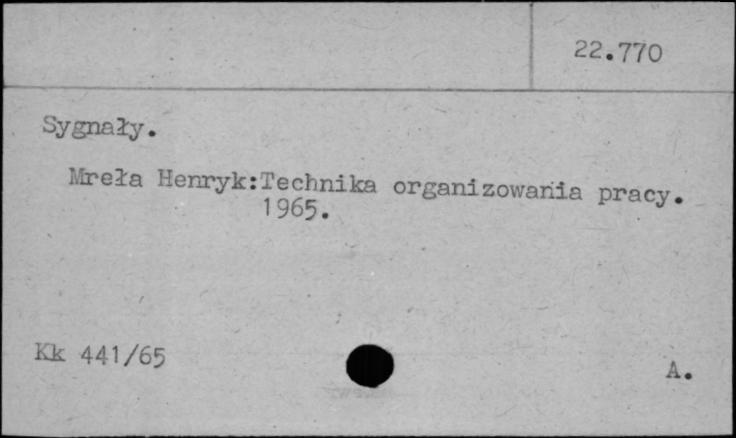 22.770
Sygnały.
Mreła Henryk:Technika organizowania pracy.
1965.
Kk 441/65
A.